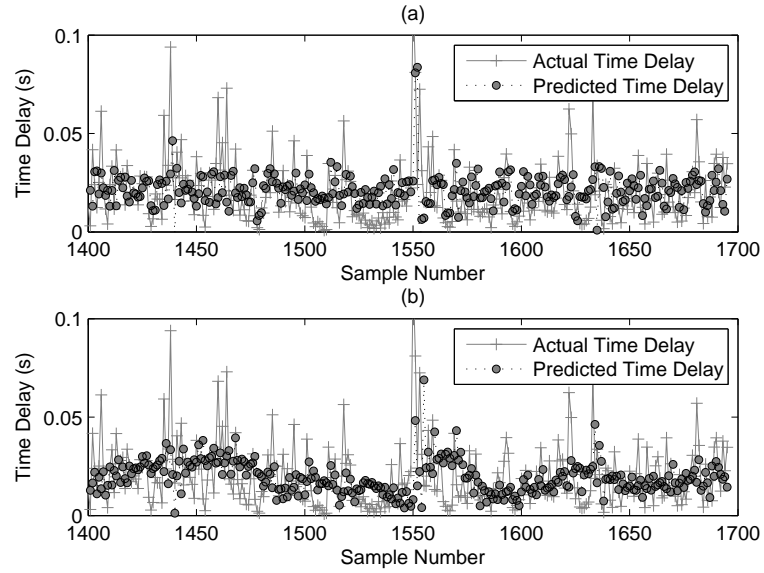 (a)
0.1
Actual Time Delay
Predicted Time Delay
0.05
Time Delay (s)
0
1400 1450 1500 1550 1600 1650 1700
Sample Number
(b)
0.1
Actual Time Delay
Predicted Time Delay
0.05
Time Delay (s)
0
1400 1450 1500 1550 1600 1650 1700
Sample Number